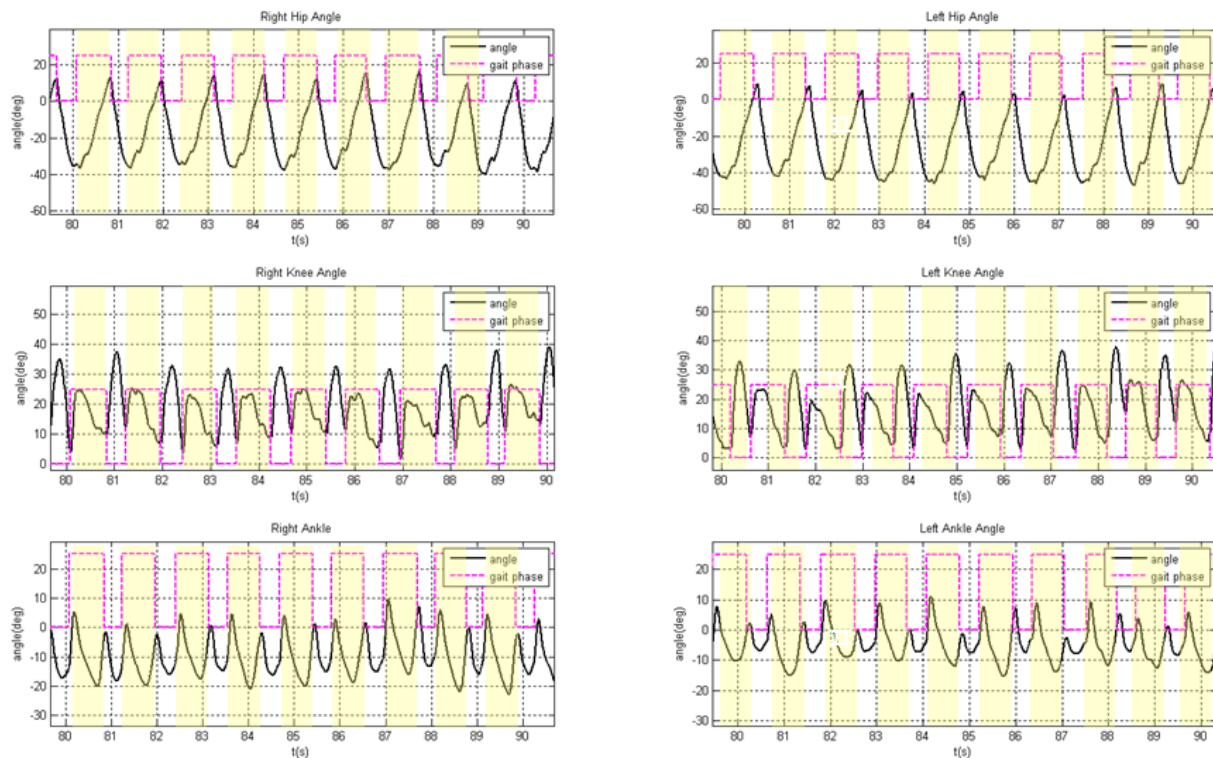 Right Hip Angle
angle
gait phase
angle(deg)
20
0
-20
-40
-60
80 81 82 83 84 85 86 87 88 89 90
t(s)
Left Hip Angle
angle
gait phase
angle(deg)
20
0
-20
-40
-60
80 81 82 83 84 85 86 87 88 89 90
t(s)
Right Knee Angle
angle
gait phase
angle(deg)
50
40
30
20
10
0
80 81 82 83 84 85 86 87 88 89 90
t(s)
Left Knee Angle
angle
gait phase
angle(deg)
50
40
30
20
10
0
80 81 82 83 84 85 86 87 88 89 90
t(s)
Right Ankle
angle
gait phase
angle(deg)
20
10
0
-10
-20
-30
80 81 82 83 84 85 86 87 88 89 90
t(s)
Left Ankle Angle
angle
gait phase
angle(deg)
20
10
0
-10
-20
-30
80 81 82 83 84 85 86 87 88 89 90
t(s)